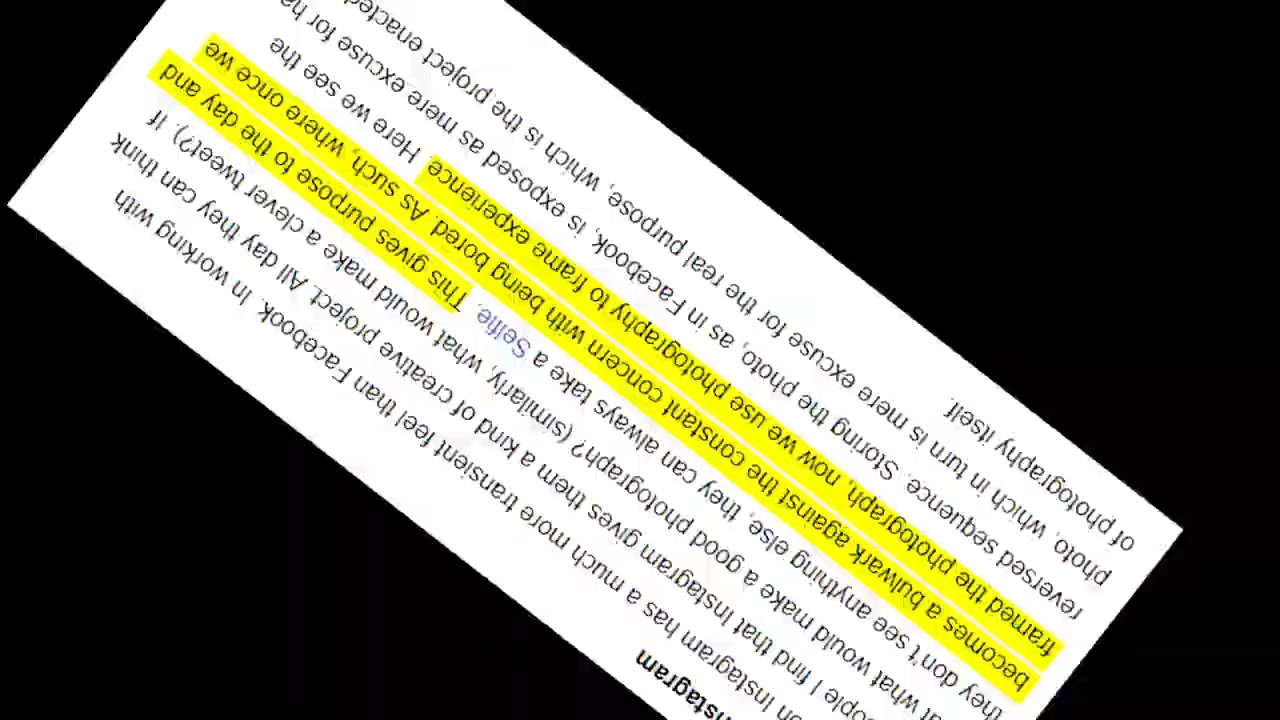 nstagram
on Instagram has a much more transient feel than Facebook. In working with
eople I find that Instagram gives them a kind of creative project. All day they can think
at what would make a good photograph? (similarly, what would make a clever tweet?). If
they don't see anything else, they can always take a Selfie. This gives purpose to the day and
becomes a bulwark against the constant concern with being bored. As such, where once we
framed the photograph, now we use photography to frame experience. Here we see the
reversed sequence. Storing the photo, as in Facebook, is exposed as mere excuse for ha
photo, which in turn is mere excuse for the real purpose, which is the project enacted
of photography itself.